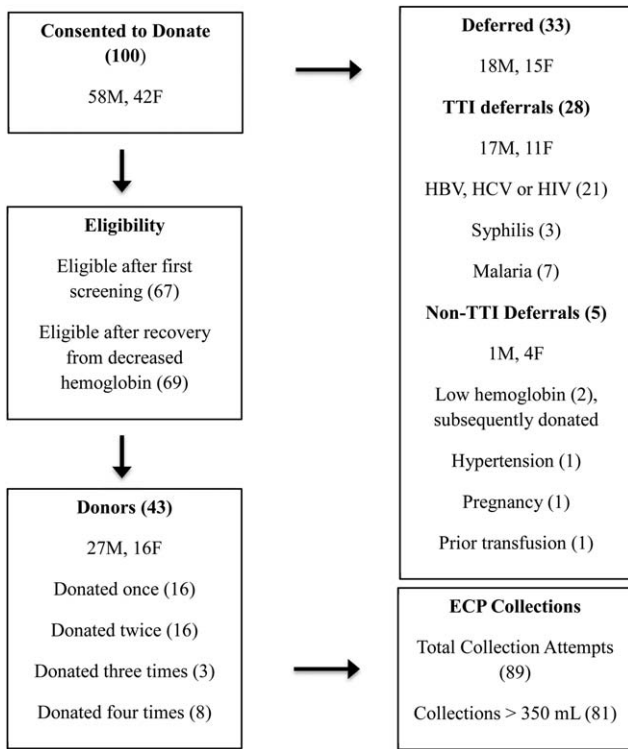 Consented to Donate
(100)
58M, 42F
Eligibility
Eligible after first
screening (67)
Eligible after recovery
from decreased
hemoglobin (69)
Donors (43)
27M, 16F
Donated once (16)
Donated twice (16)
Donated three times (3)
Donated four times (8)
Deferred (33)
18M, 15F
TTI deferrals (28)
17M, 11F
HBV, HCV or HIV (21)
Syphilis (3)
Malaria (7)
Non-TTI Deferrals (5)
1M, 4F
Low hemoglobin (2),
subsequently donated
Hypertension (1)
Pregnancy (1)
Prior transfusion (1)
ECP Collections
Total Collection Attempts
(89)
Collections > 350 mL (81)